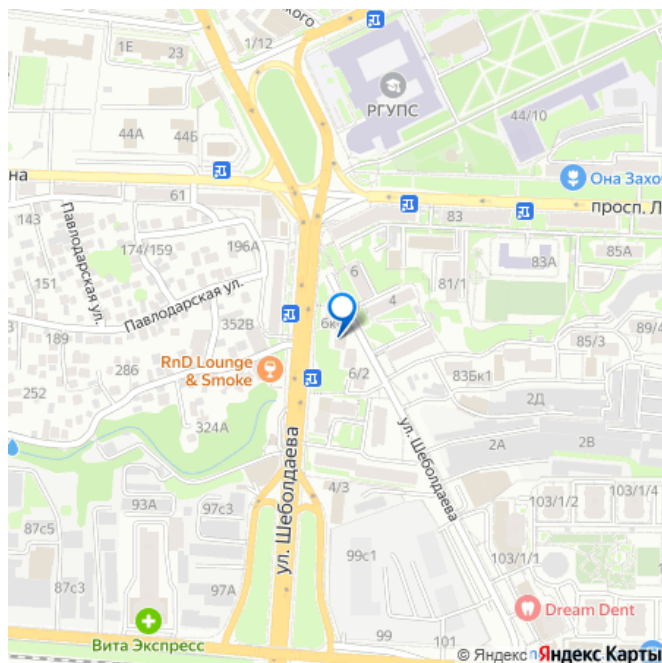 1Е
23
1/12
РГУПС
44/10
44А
44Б
на
61
Она Захоч
просп. Л
83
143
Павлодарская ул.
174/159
196А
151
Павлодарская ул.
189
352В
6
4
81/1
83А
85А
RnD Lounge
& Smoke
286
252
324А
6/2
83Бк1
85/3
89/4
2Д
2А
2В
ул. Шеболдаева
ул. Шеболдаева
93А
97с3
87с5
4/3
103/1/2
103/1/4
99с1
103/1/1
87с3
97А
Вита Экспресс
99
101
Dream Dent
© Яндекс
Яндекс Карты